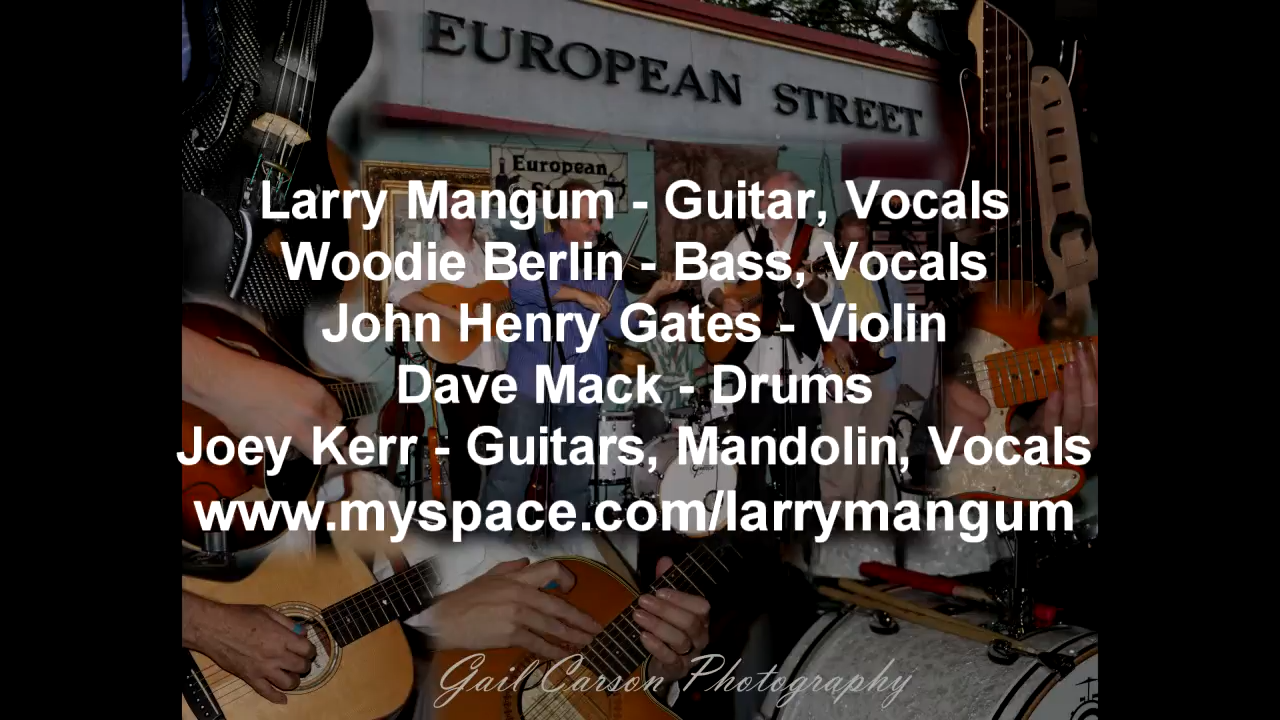 EUROPEAN STREET
European
Larry Mangum - Guitar, Vocals
Woodie Berlin - Bass, Vocals
John Henry Gates - Violin
Dave Mack - Drums
Joey Kerr - Guitars, Mandolin, Vocals
www.myspace.com/larrymangum
Gail Carson Photography